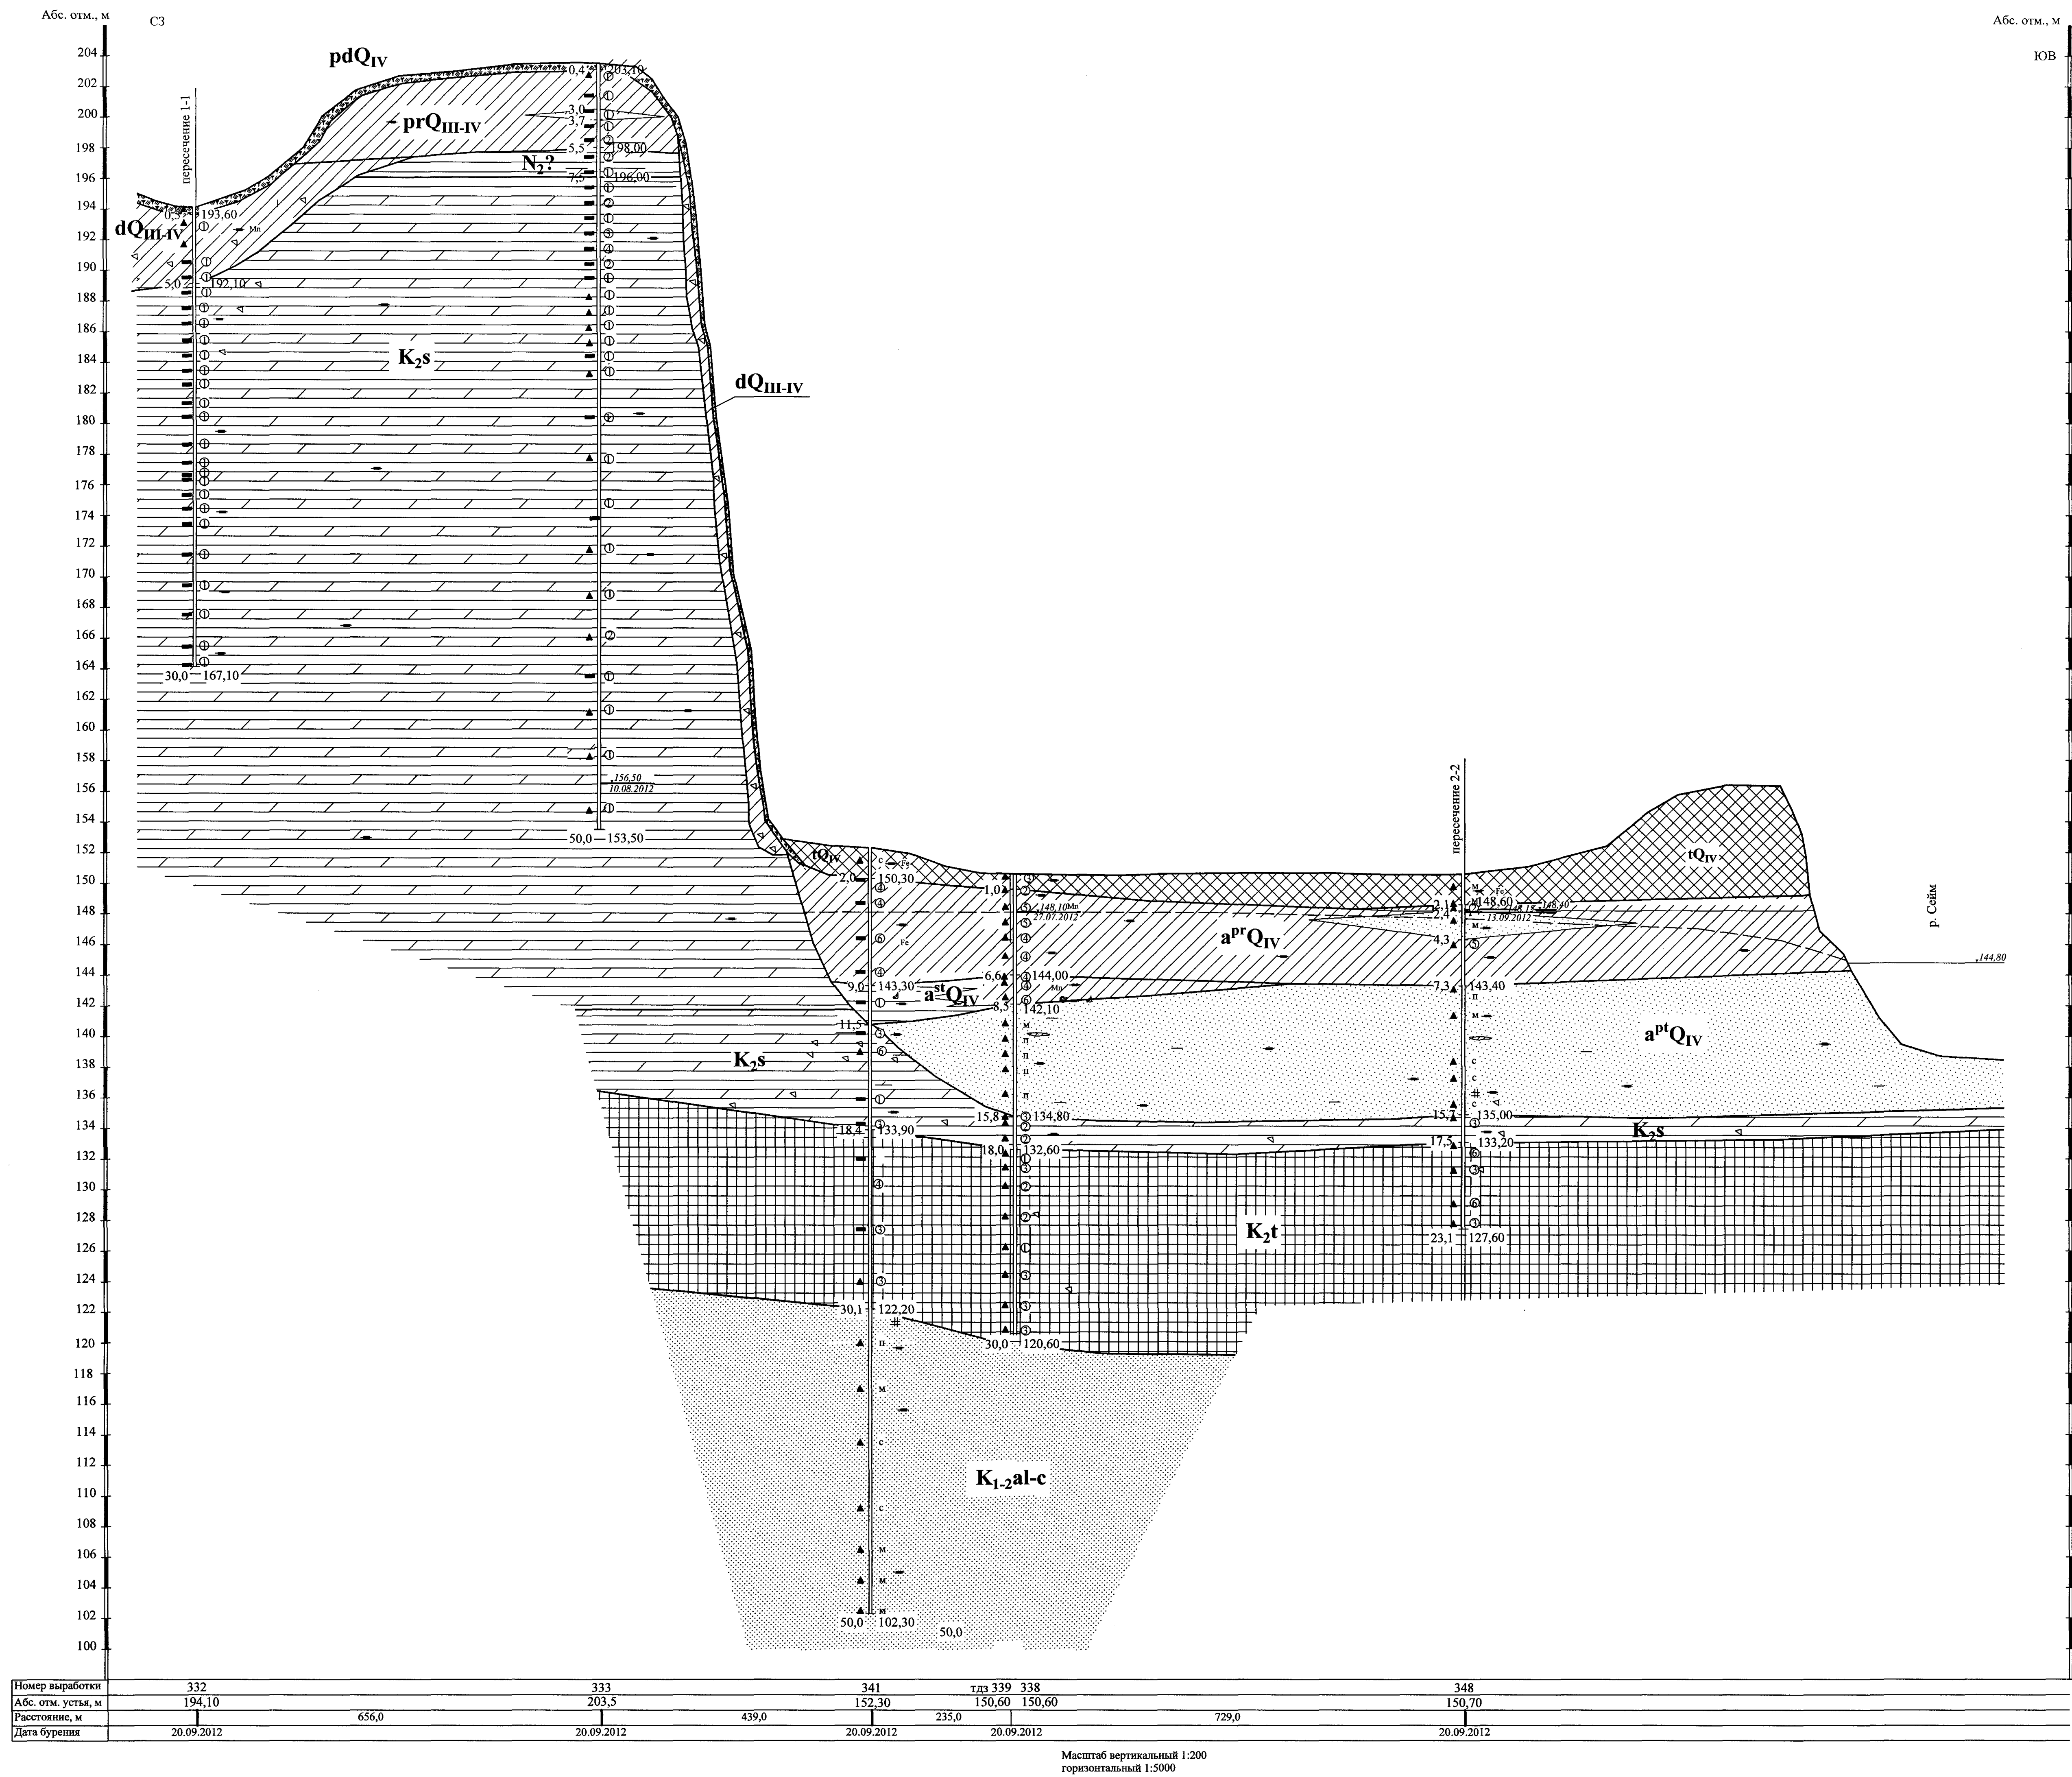 Абс. отм., м
СЗ
Абс. отм., м
ЮВ
204
202
200
198
196
194
192
190
188
186
184
182
180
178
176
174
172
170
168
166
164
162
160
158
156
154
152
150
148
146
144
142
140
138
136
134
132
130
128
126
124
122
120
118
116
114
112
110
108
106
104
102
100
pdQIV
prQIII-IV
N2?
dQIII-IV
K2s
dQIII-IV
пересечение 1-1
193,60
5,0 192,10
Mn
30,0 167,10
0,4 203,10
3,0
3,7
5,5 198,00
7,5 196,00
156,50
10.08.2012
50,0 153,50
tQIV
2,0 150,30
Fe
Fe
9,0 143,30
11,5
18,4 133,90
30,1 122,20
50,0 102,30
50,0
astQIV
K2s
1,0
148,10
Mn
27.07.2012
6,6 144,00
Mn
8,5 142,10
15,8 134,80
18,0 132,60
30,0 120,60
aprQIV
K2t
K1-2al-c
пересечение 2-2
Fe
2,1 148,60
148,40
2,4
13.09.2012
4,3
7,3 143,40
15,7 135,00
17,5 133,20
23,1 127,60
tQIV
aptQIV
K2s
р. Сейм
144,80
Номер выработки 332 333 341 тдз 339 338 348
Абс. отм. устья, м 194,10 203,5 152,30 150,60 150,60 150,70
Расстояние, м 656,0 439,0 235,0 729,0
Дата бурения 20.09.2012 20.09.2012 20.09.2012 20.09.2012 20.09.2012
Масштаб вертикальный 1:200
горизонтальный 1:5000